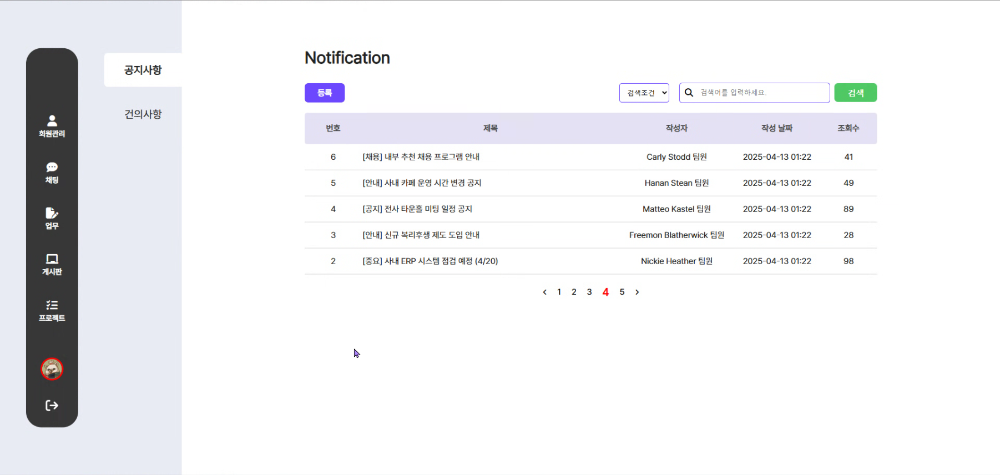 회원관리
채팅
업무
게시판
프로젝트
공지사항
건의사항
Notification
등록
검색조건
검색어를 입력하세요.
검색
번호 제목 작성자 작성 날짜 조회수
6 [채용] 내부 추천 채용 프로그램 안내 Carly Stodd 팀원 2025-04-13 01:22 41
5 [안내] 사내 카페 운영 시간 변경 공지 Hanan Stean 팀원 2025-04-13 01:22 49
4 [공지] 전사 타운홀 미팅 일정 공지 Matteo Kastel 팀원 2025-04-13 01:22 89
3 [안내] 신규 복리후생 제도 도입 안내 Freemon Blatherwick 팀원 2025-04-13 01:22 28
2 [중요] 사내 ERP 시스템 점검 예정 (4/20) Nickie Heather 팀원 2025-04-13 01:22 98
‹ 1 2 3 4 5 ›